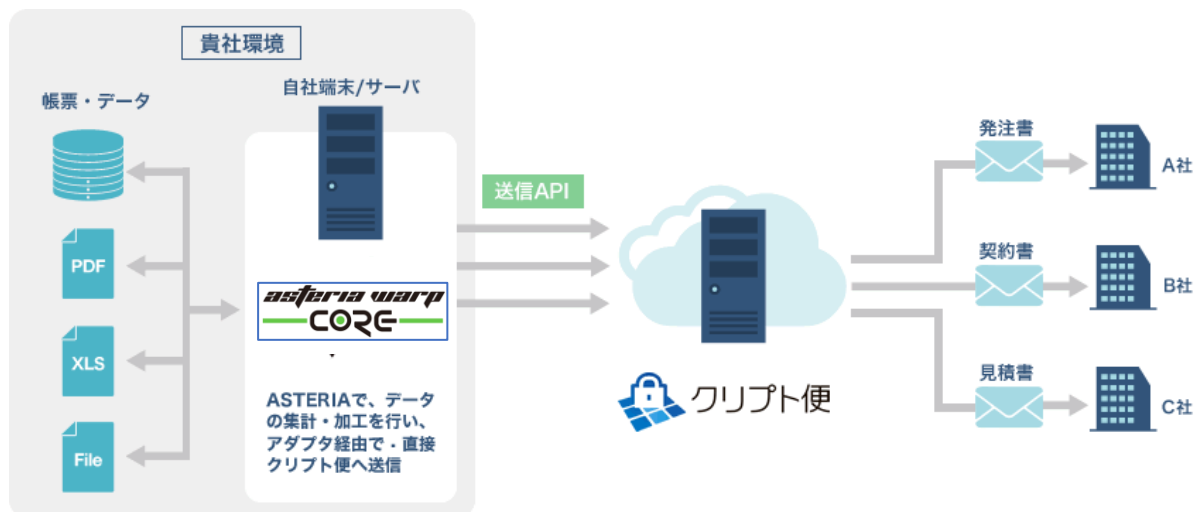 貴社環境
帳票・データ
PDF
XLS
File
自社端末/サーバ
asteria warp
CORE
ASTERIAで、データ
の集計・加工を行い、
アダプタ経由で・直接
クリプト便へ送信
送信API
クリプト便
発注書
A社
契約書
B社
見積書
C社